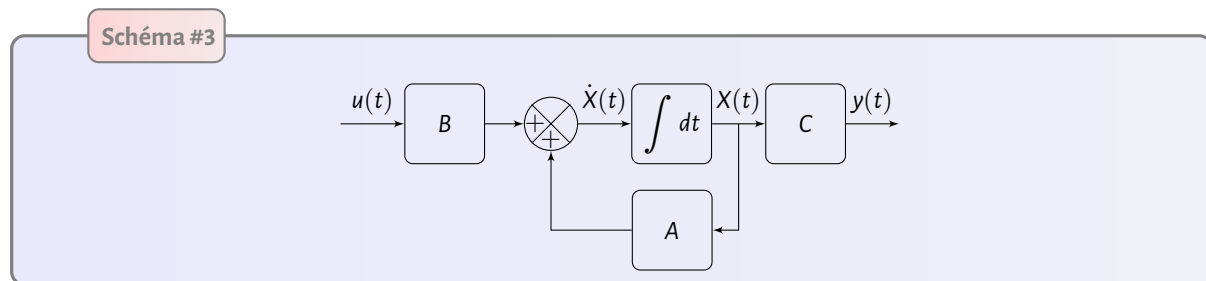 Schéma #3
u(t) B + + Ẋ(t) ∫ dt X(t) C y(t)
A